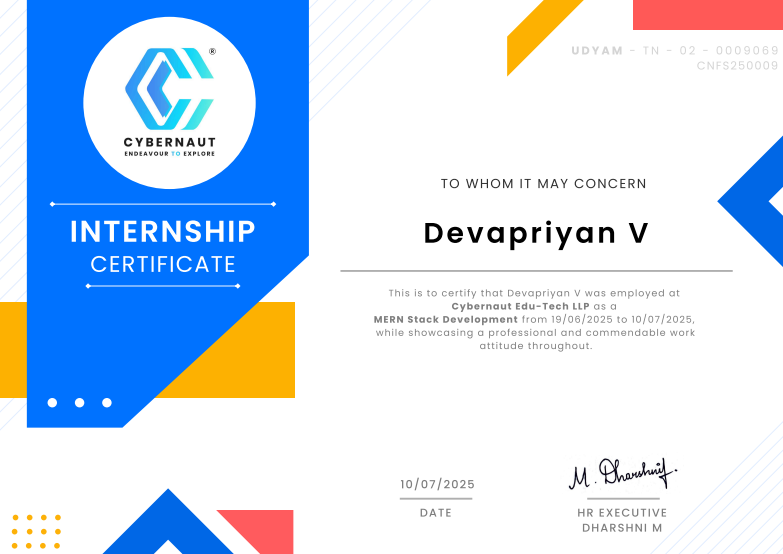 ®
CYBERNAUT
ENDEAVOUR TO EXPLORE
INTERNSHIP
CERTIFICATE
UDYAM - TN - 02 - 0009069
CNFS250009
TO WHOM IT MAY CONCERN
Devapriyan V
This is to certify that Devapriyan V was employed at
Cybernaut Edu-Tech LLP as a
MERN Stack Development from 19/06/2025 to 10/07/2025,
while showcasing a professional and commendable work
attitude throughout.
10/07/2025
DATE
M. Dharshnif.
HR EXECUTIVE
DHARSHNI M